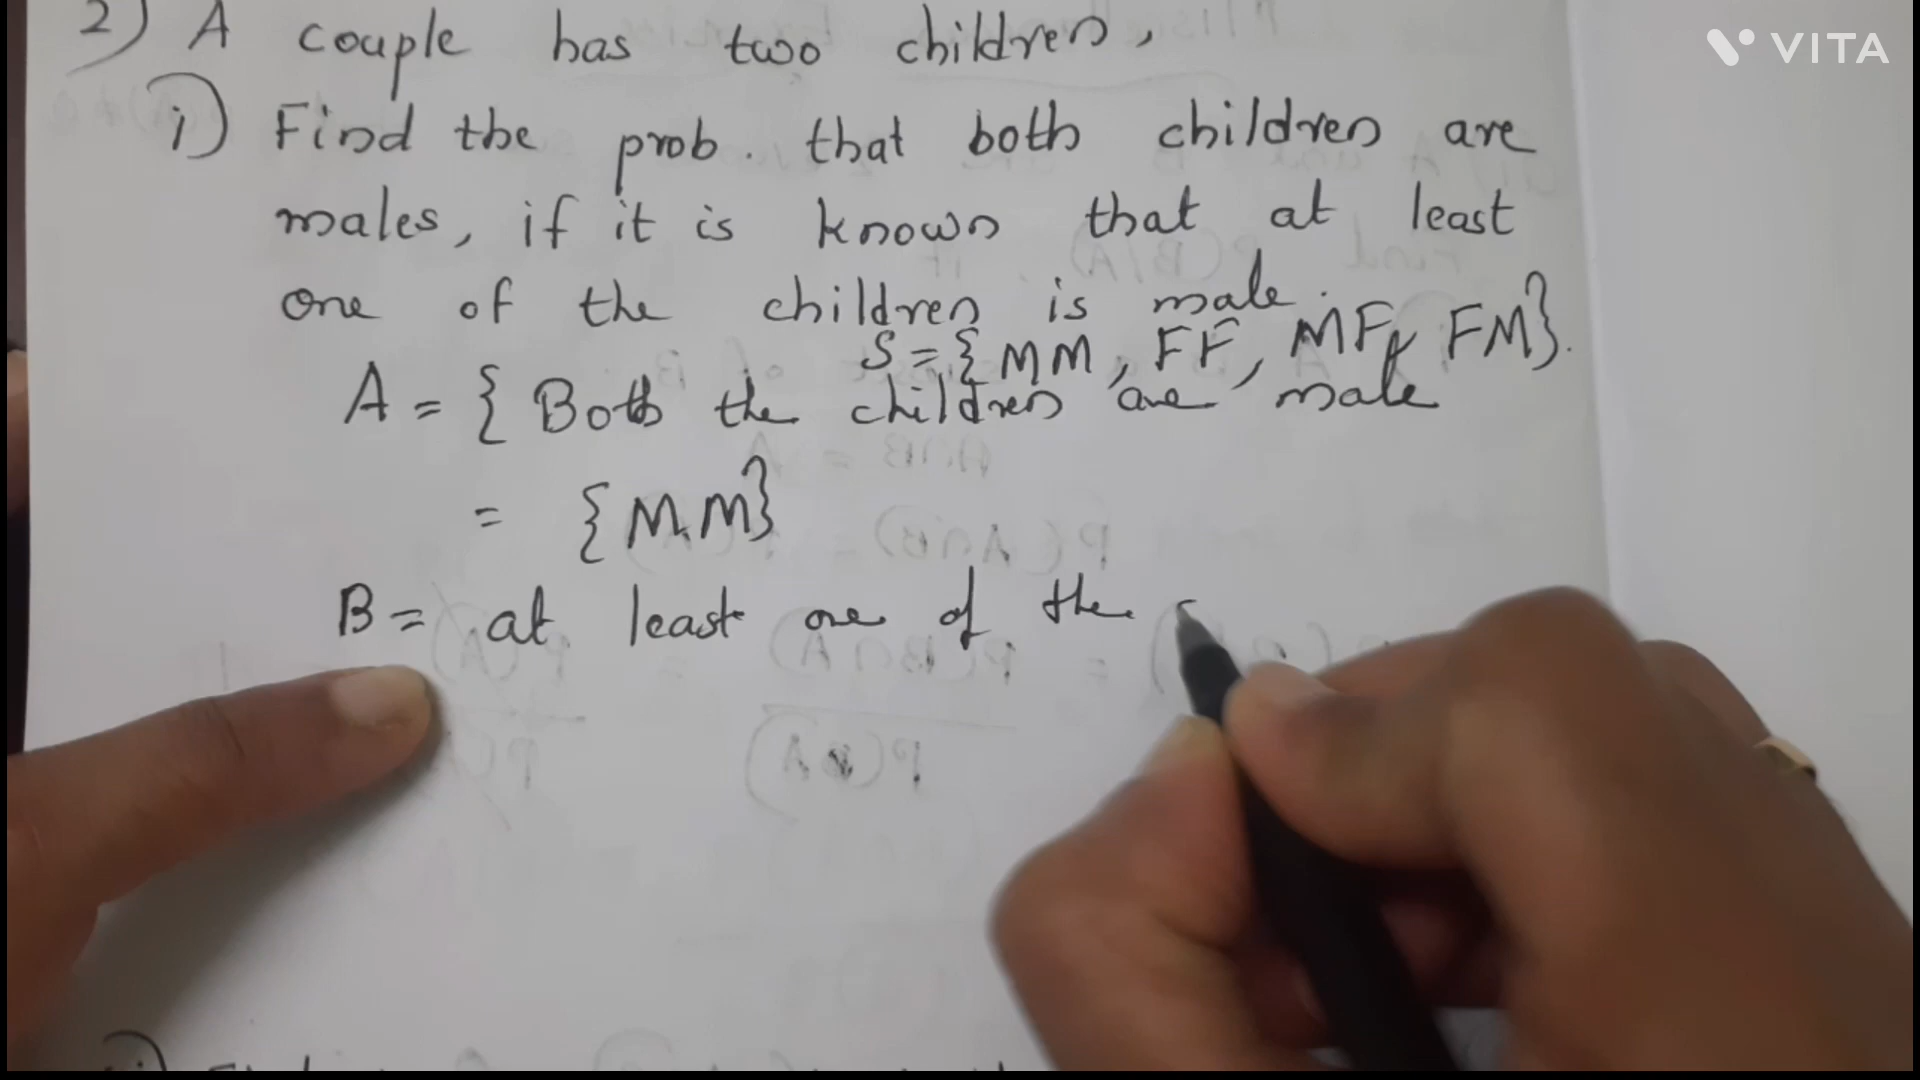 VITA
2) A couple has two children,
i) Find the prob. that both children are
males, if it is known that at least
one of the children is male.
S = {MM, FF, MF, FM}.
A = { Both the children are male
= {MM}
B = at least one of the